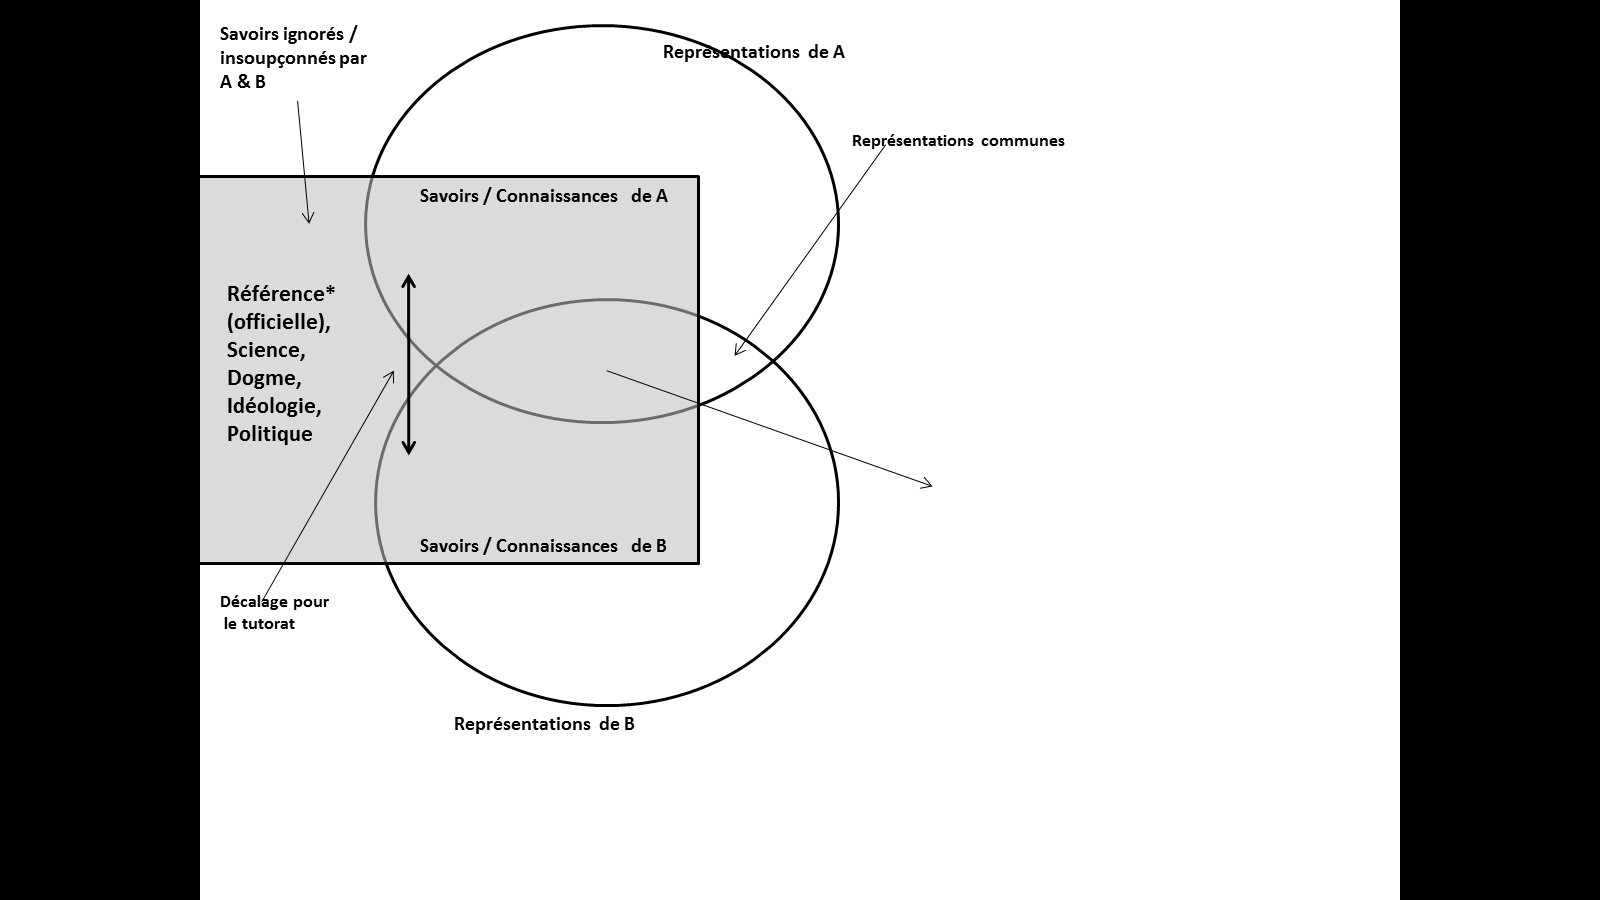 Savoirs ignorés /
insoupçonnés par
A & B
Représentations de A
Représentations communes
Savoirs / Connaissances de A
Référence*
(officielle),
Science,
Dogme,
Idéologie,
Politique
Savoirs / Connaissances de B
Décalage pour
le tutorat
Représentations de B